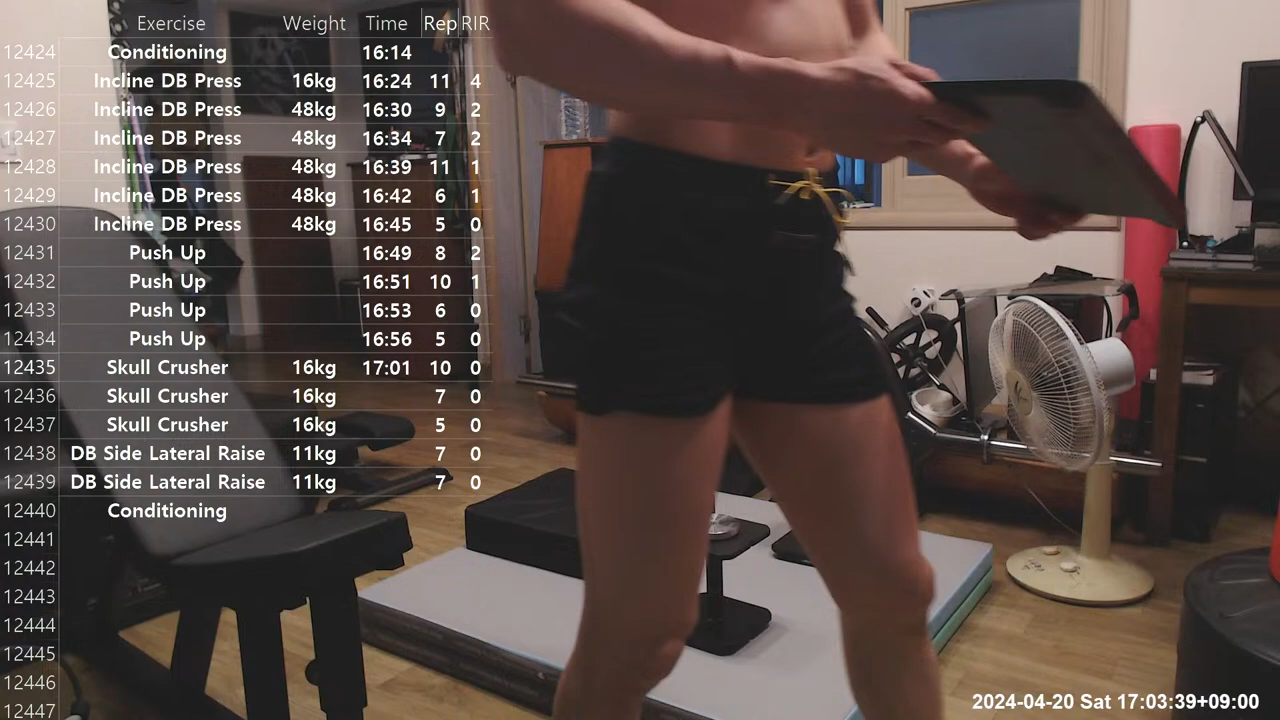 Exercise Weight Time Rep RIR
12424 Conditioning 16:14
12425 Incline DB Press 16kg 16:24 11 4
12426 Incline DB Press 48kg 16:30 9 2
12427 Incline DB Press 48kg 16:34 7 2
12428 Incline DB Press 48kg 16:39 11 1
12429 Incline DB Press 48kg 16:42 6 1
12430 Incline DB Press 48kg 16:45 5 0
12431 Push Up 16:49 8 2
12432 Push Up 16:51 10 1
12433 Push Up 16:53 6 0
12434 Push Up 16:56 5 0
12435 Skull Crusher 16kg 17:01 10 0
12436 Skull Crusher 16kg 7 0
12437 Skull Crusher 16kg 5 0
12438 DB Side Lateral Raise 11kg 7 0
12439 DB Side Lateral Raise 11kg 7 0
12440 Conditioning
12441
12442
12443
12444
12445
12446
12447
2024-04-20 Sat 17:03:39+09:00